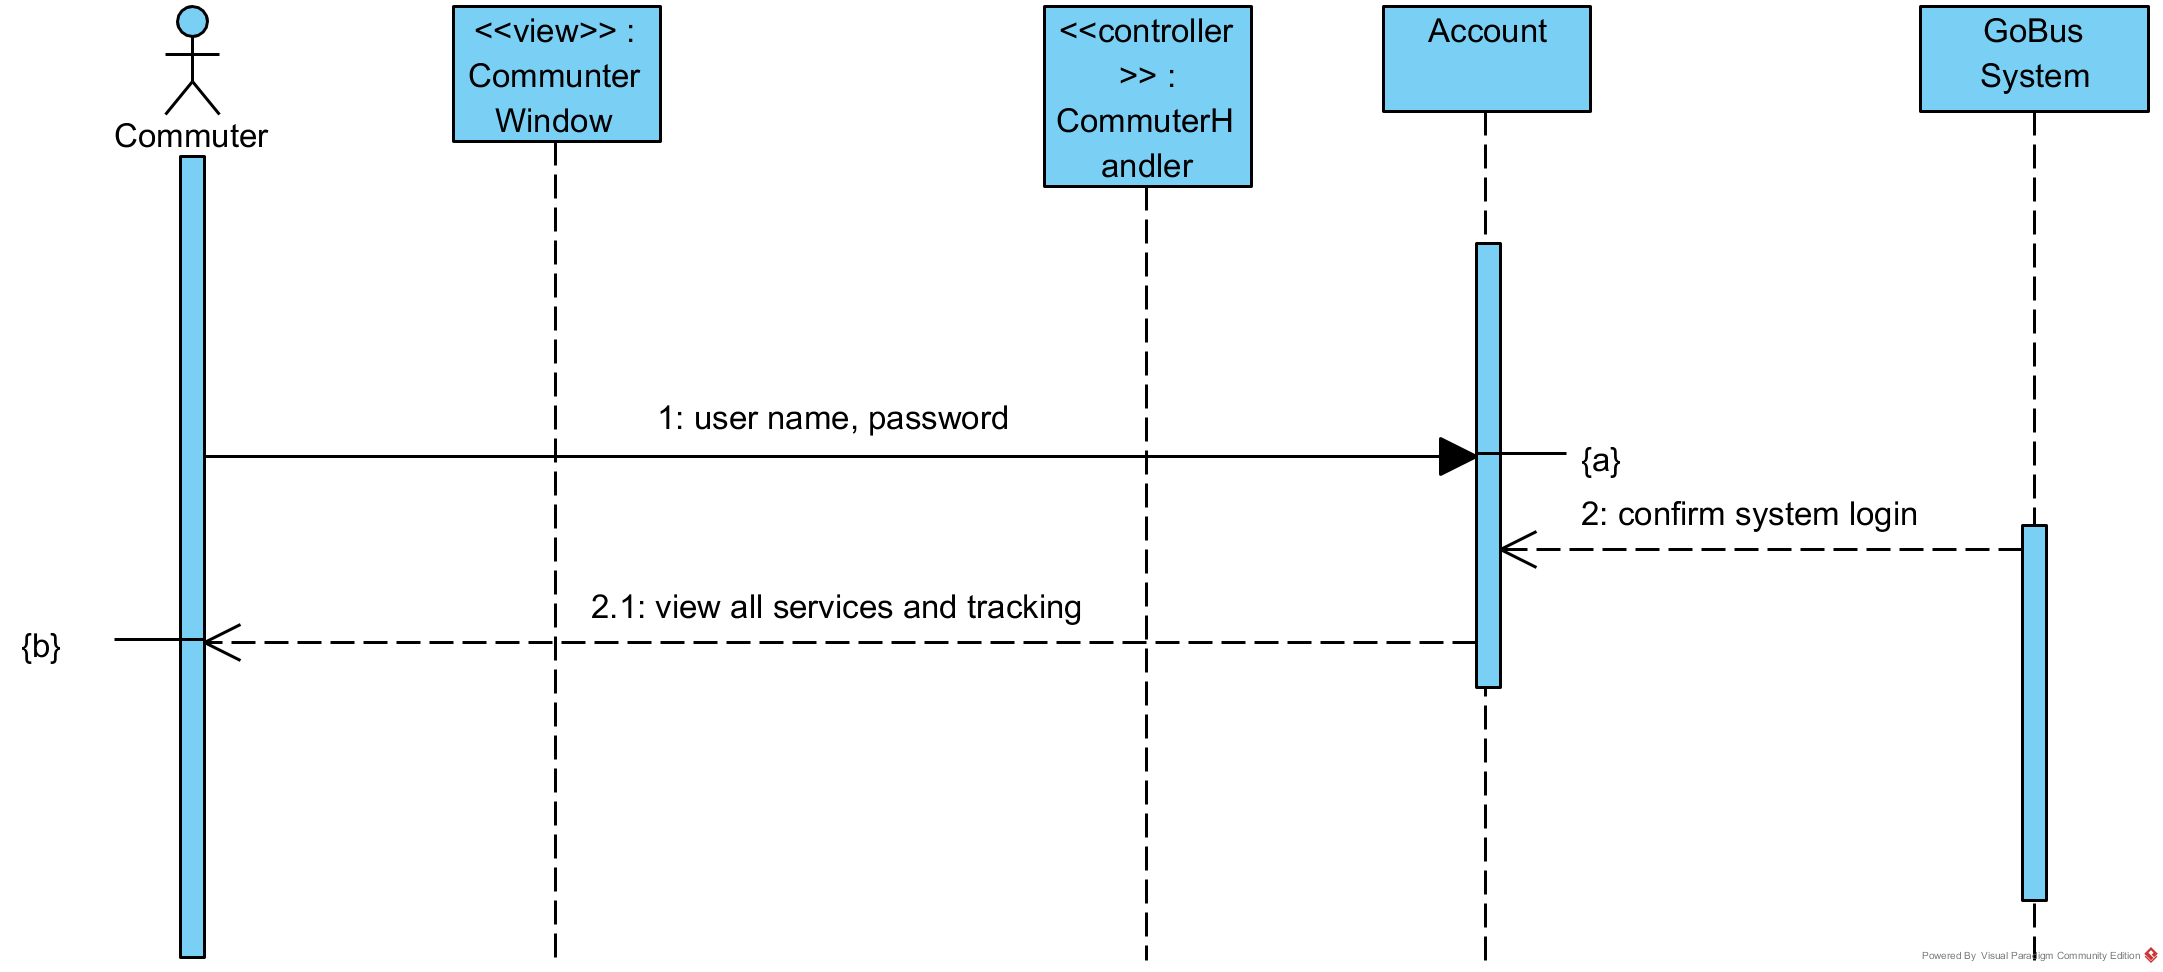 Commuter
<<view>> :
Communter
Window
<<controller
>> :
CommuterH
andler
Account
GoBus
System
1: user name, password
{a}
2: confirm system login
2.1: view all services and tracking
{b}
Powered By Visual Paradigm Community Edition